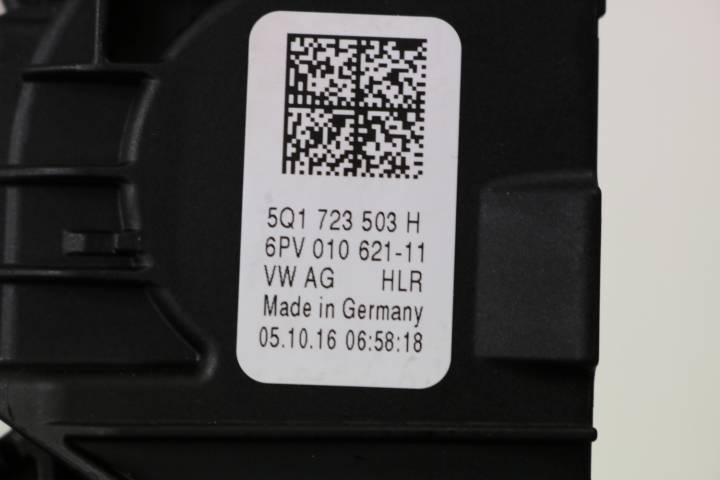 5Q1 723 503 H
6PV 010 621-11
VW AG HLR
Made in Germany
05.10.16 06:58:18